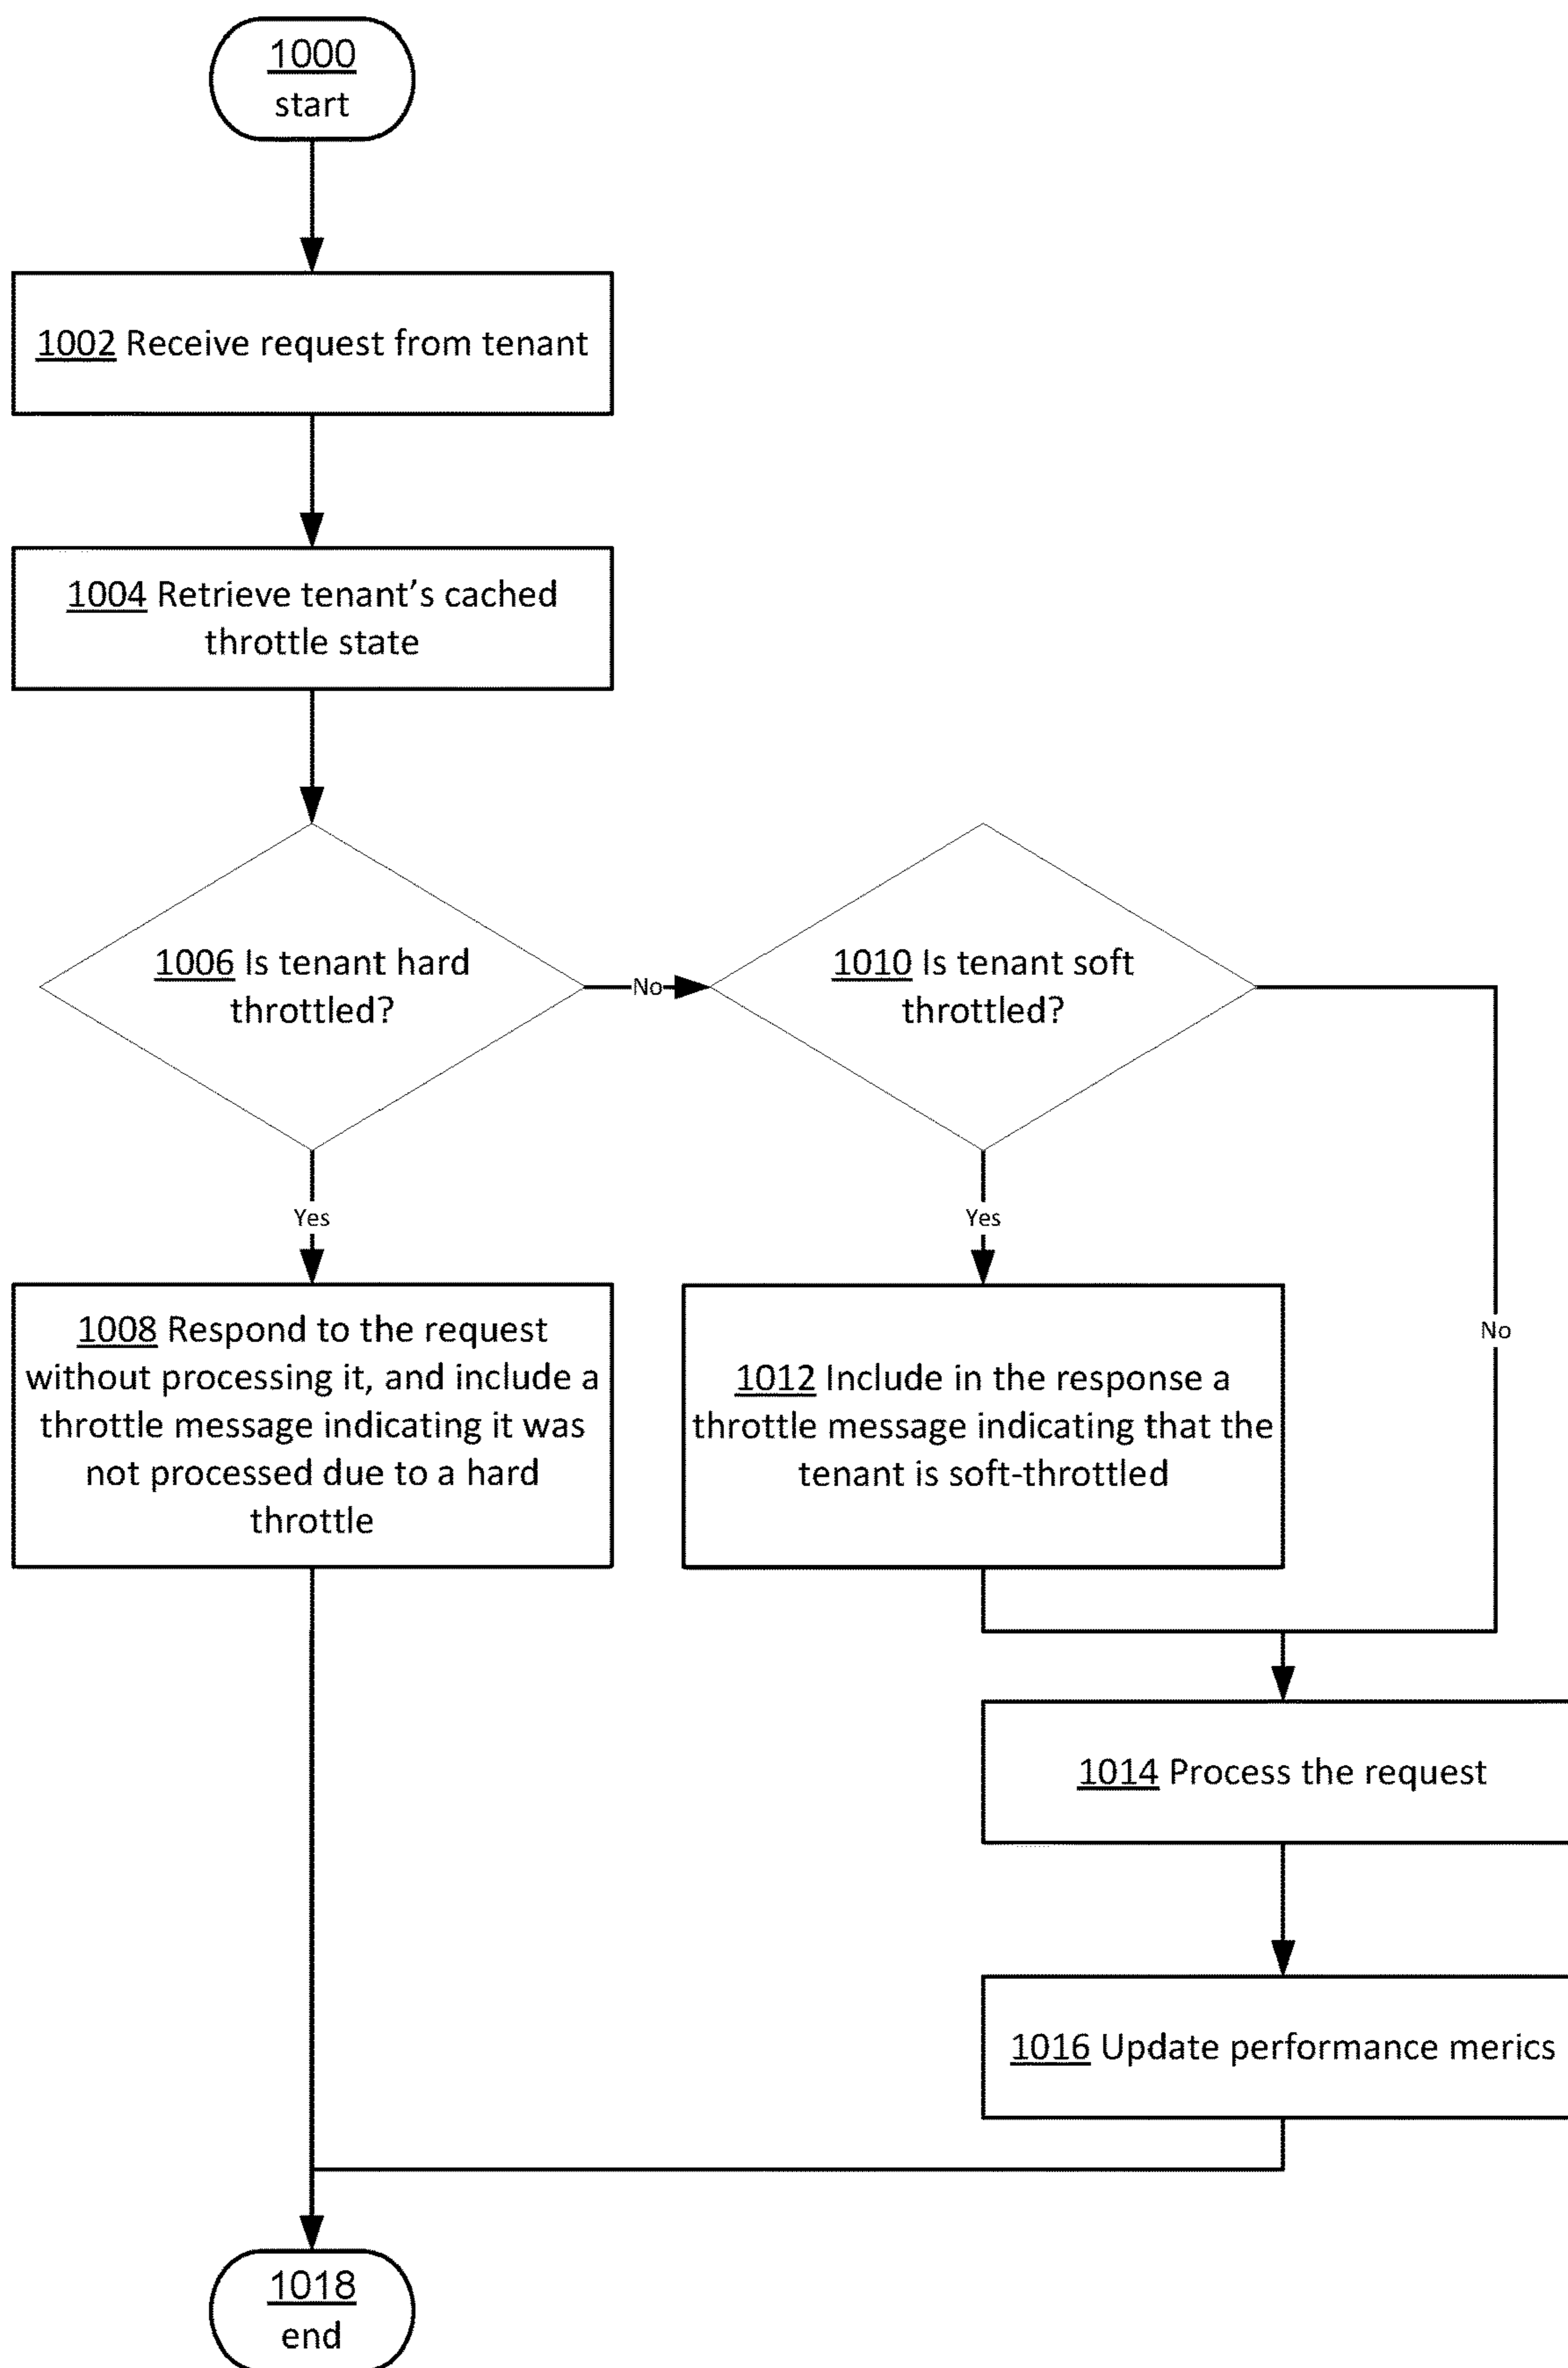 1000
start
1002 Receive request from tenant
1004 Retrieve tenant’s cached
throttle state
1006 Is tenant hard
throttled?
No
1010 Is tenant soft
throttled?
Yes
Yes
1008 Respond to the request
without processing it, and include a
throttle message indicating it was
not processed due to a hard
throttle
1012 Include in the response a
throttle message indicating that the
tenant is soft-throttled
No
1014 Process the request
1016 Update performance merics
1018
end